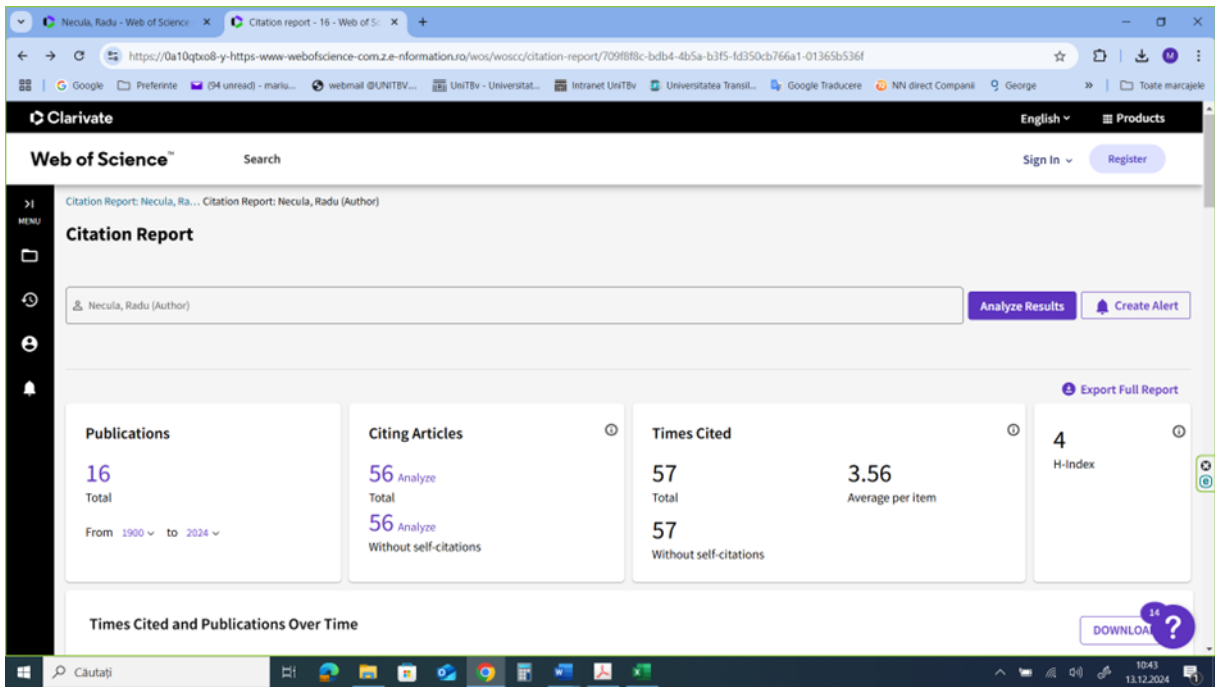 Necula, Radu - Web of Science
Citation report - 16 - Web of Sc
https://0a10qtxo8-y-https-www-webofscience-com.z.e-nformation.ro/wos/woscc/citation-report/709f8f8c-bdb4-4b5a-b3f5-fd350cb766a1-01365b536f
M
Google Preferinte (94 unread) - mariu... webmail @UNITBV... UniTBv - Universitat... Intranet UniTBv Universitatea Transil... Google Traducere NN direct Companii George » Toate marcajele
Clarivate English Products
Web of Science™ Search Sign In Register
MENU
Citation Report: Necula, Ra... Citation Report: Necula, Radu (Author)
Citation Report
Necula, Radu (Author) Analyze Results Create Alert
Export Full Report
Publications
16
Total
From 1900 to 2024
Citing Articles
56 Analyze
Total
56 Analyze
Without self-citations
Times Cited
57
Total
57
Without self-citations
3.56
Average per item
4
H-Index
Times Cited and Publications Over Time
DOWNLOA
14
?
Căutați
10:43
13.12.2024
1